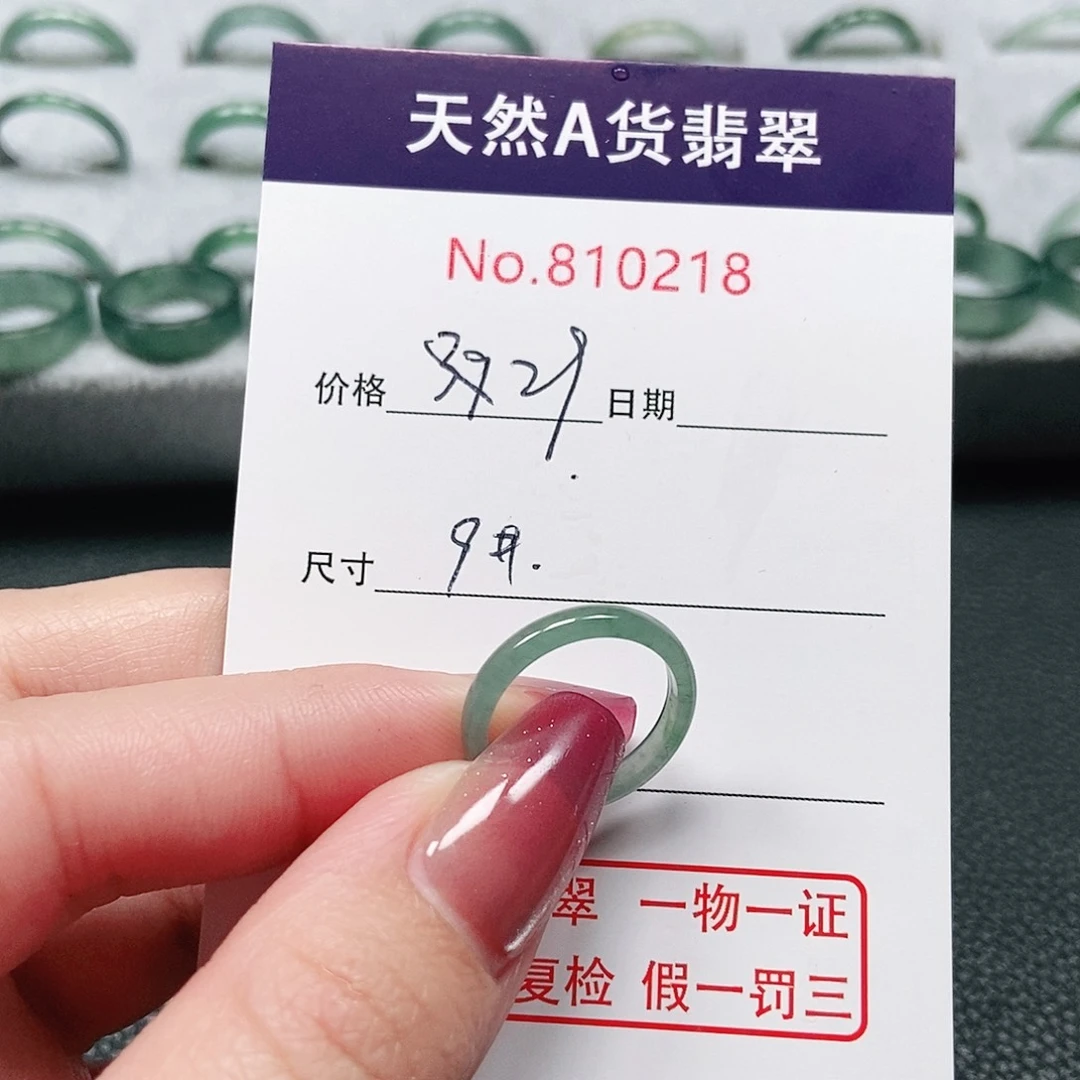 天然A货翡翠
No.810218
价格 日期
尺寸 9#.
翠 一物一证
复检 假一罚三